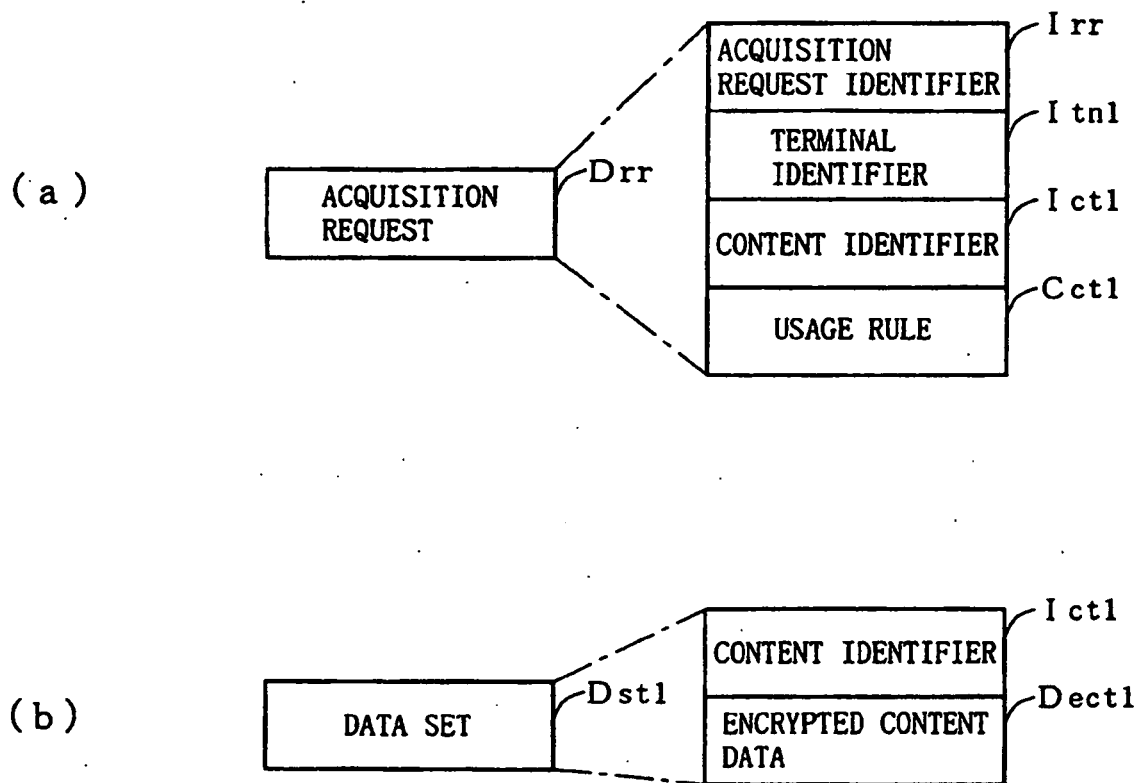 (a)
ACQUISITION
REQUEST
Drr
ACQUISITION
REQUEST IDENTIFIER
Irr
TERMINAL
IDENTIFIER
Itn1
CONTENT IDENTIFIER
Ict1
USAGE RULE
Cct1
(b)
DATA SET
Dst1
CONTENT IDENTIFIER
Ict1
ENCRYPTED CONTENT
DATA
Dect1